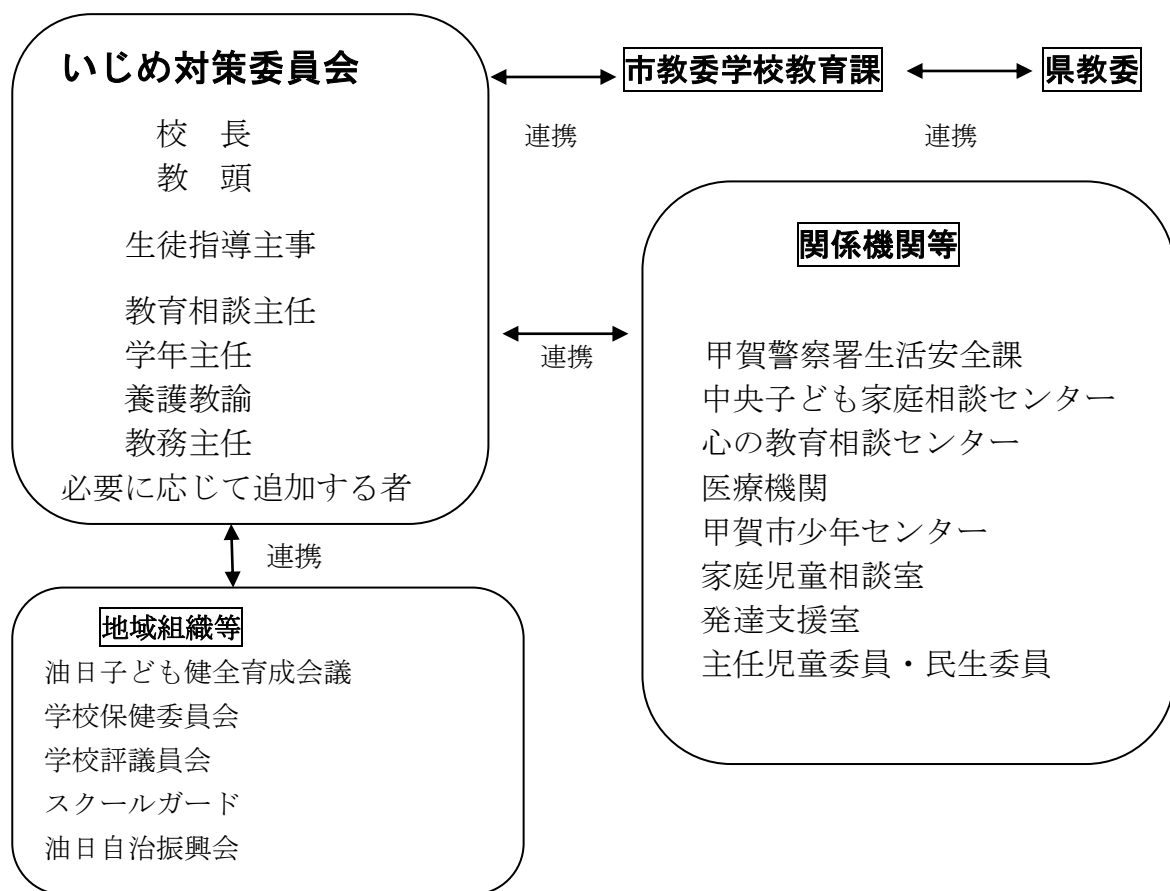 いじめ対策委員会
校　長
教　頭
生徒指導主事
教育相談主任
学年主任
養護教諭
教務主任
必要に応じて追加する者
連携
市教委学校教育課
連携
県教委
連携
関係機関等
甲賀警察署生活安全課
中央子ども家庭相談センター
心の教育相談センター
医療機関
甲賀市少年センター
家庭児童相談室
発達支援室
主任児童委員・民生委員
連携
地域組織等
油日子ども健全育成会議
学校保健委員会
学校評議員会
スクールガード
油日自治振興会